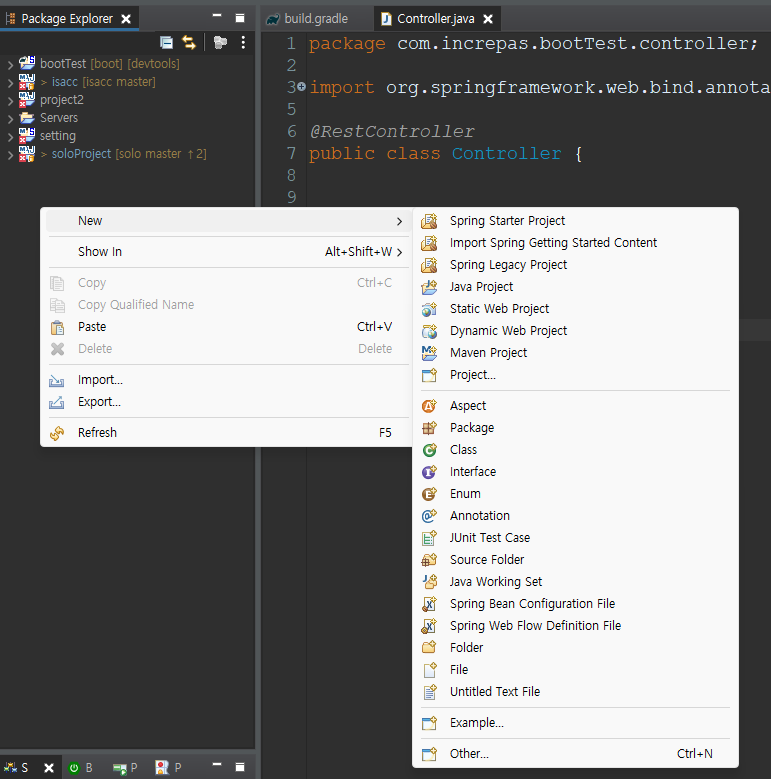 Package Explorer
build.gradle
Controller.java
bootTest [boot] [devtools]
> isacc [isacc master]
project2
Servers
setting
> soloProject [solo master ↑2]
1 package com.increpas.bootTest.controller;
2
3 import org.springframework.web.bind.annota
5
6 @RestController
7 public class Controller {
8
9
New
Show In Alt+Shift+W
Copy Ctrl+C
Copy Qualified Name
Paste Ctrl+V
Delete Delete
Import...
Export...
Refresh F5
Spring Starter Project
Import Spring Getting Started Content
Spring Legacy Project
Java Project
Static Web Project
Dynamic Web Project
Maven Project
Project...
Aspect
Package
Class
Interface
Enum
Annotation
JUnit Test Case
Source Folder
Java Working Set
Spring Bean Configuration File
Spring Web Flow Definition File
Folder
File
Untitled Text File
Example...
Other... Ctrl+N
S B P P